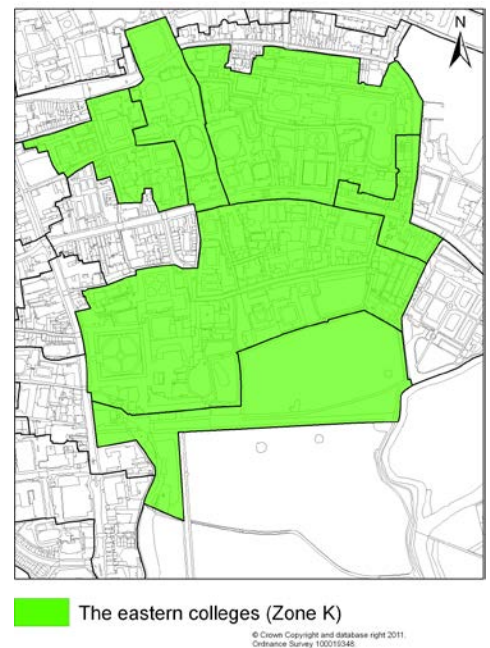 N
The eastern colleges (Zone K)
© Crown Copyright and database right 2011.
Ordnance Survey 100019348.